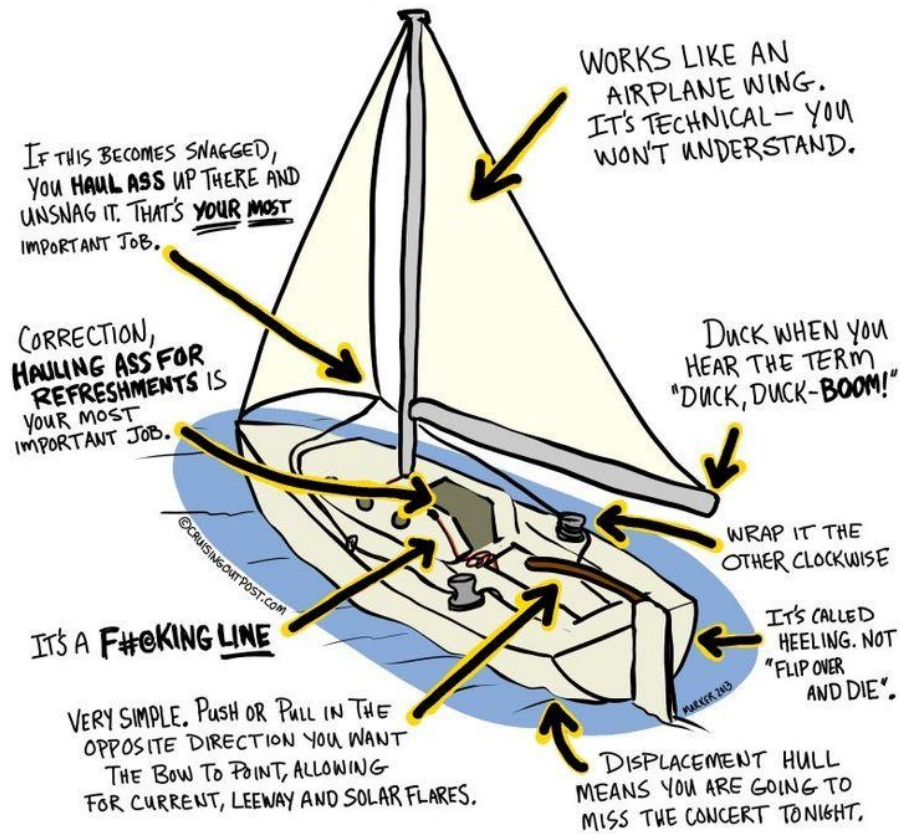 WORKS LIKE AN
AIRPLANE WING.
IT'S TECHNICAL— YOU
WON'T UNDERSTAND.
IF THIS BECOMES SNAGGED,
YOU HAUL ASS UP THERE AND
UNSNAG IT. THAT'S YOUR MOST
IMPORTANT JOB.
CORRECTION,
HAULING ASS FOR
REFRESHMENTS IS
YOUR MOST
IMPORTANT JOB.
DUCK WHEN YOU
HEAR THE TERM
"DUCK, DUCK-BOOM!"
WRAP IT THE
OTHER CLOCKWISE
©CRUISINGOUTPOST.COM
IT'S A F#@KING LINE
IT'S CALLED
HEELING. NOT
"FLIP OVER
AND DIE".
MARKER 2013
VERY SIMPLE. PUSH OR PULL IN THE
OPPOSITE DIRECTION YOU WANT
THE BOW TO POINT, ALLOWING
FOR CURRENT, LEEWAY AND SOLAR FLARES.
DISPLACEMENT HULL
MEANS YOU ARE GOING TO
MISS THE CONCERT TONIGHT.